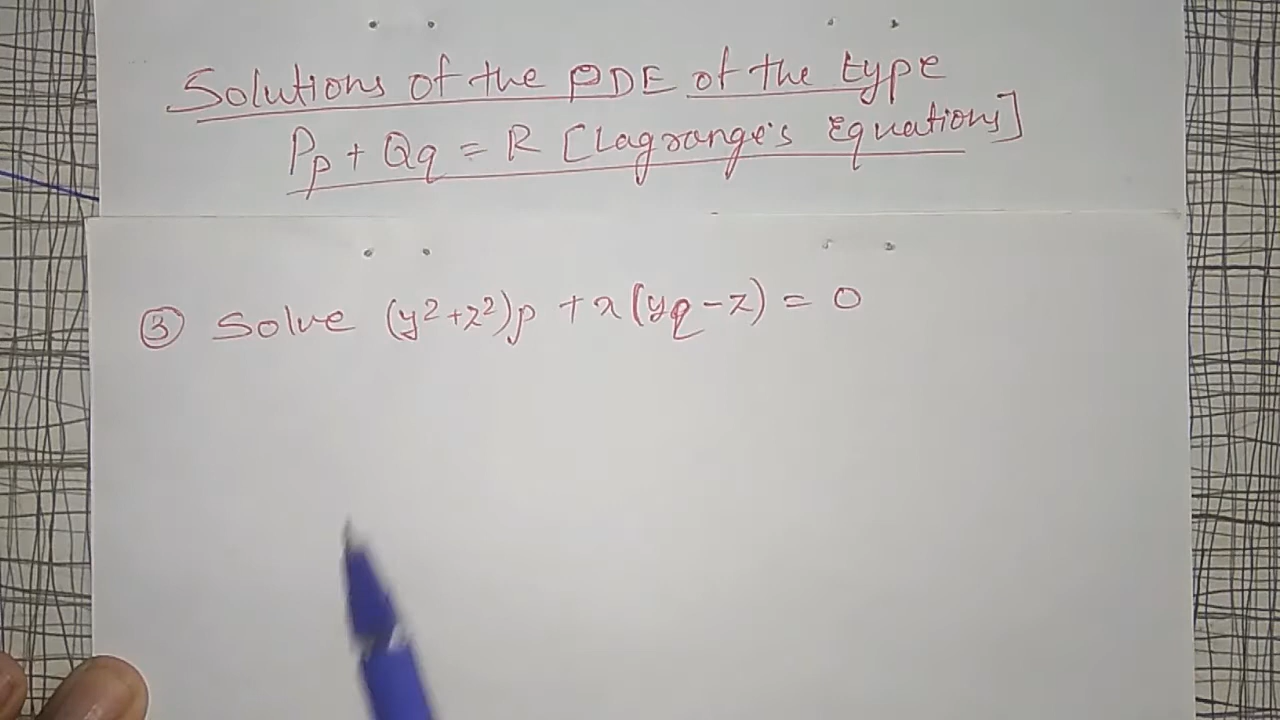 Solutions of the PDE of the type
Pp + Qq = R [Lagrange's Equations]
③ Solve (y²+z²)p + x(yq-z) = 0